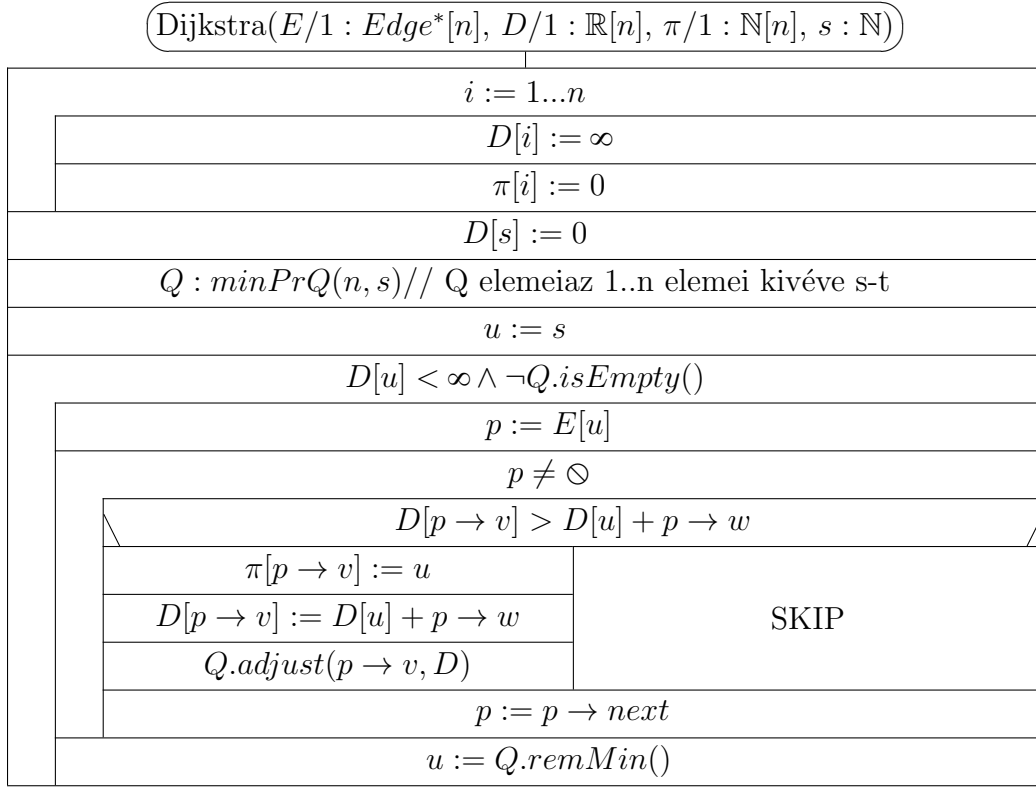 Dijkstra(E/1 : Edge*[n], D/1 : ℝ[n], π/1 : ℕ[n], s : ℕ)
i := 1...n
D[i] := ∞
π[i] := 0
D[s] := 0
Q : minPrQ(n, s)// Q elemeiaz 1..n elemei kivéve s-t
u := s
D[u] < ∞ ∧ ¬Q.isEmpty()
p := E[u]
p ≠ ⦸
D[p → v] > D[u] + p → w
π[p → v] := u
D[p → v] := D[u] + p → w
SKIP
Q.adjust(p → v, D)
p := p → next
u := Q.remMin()